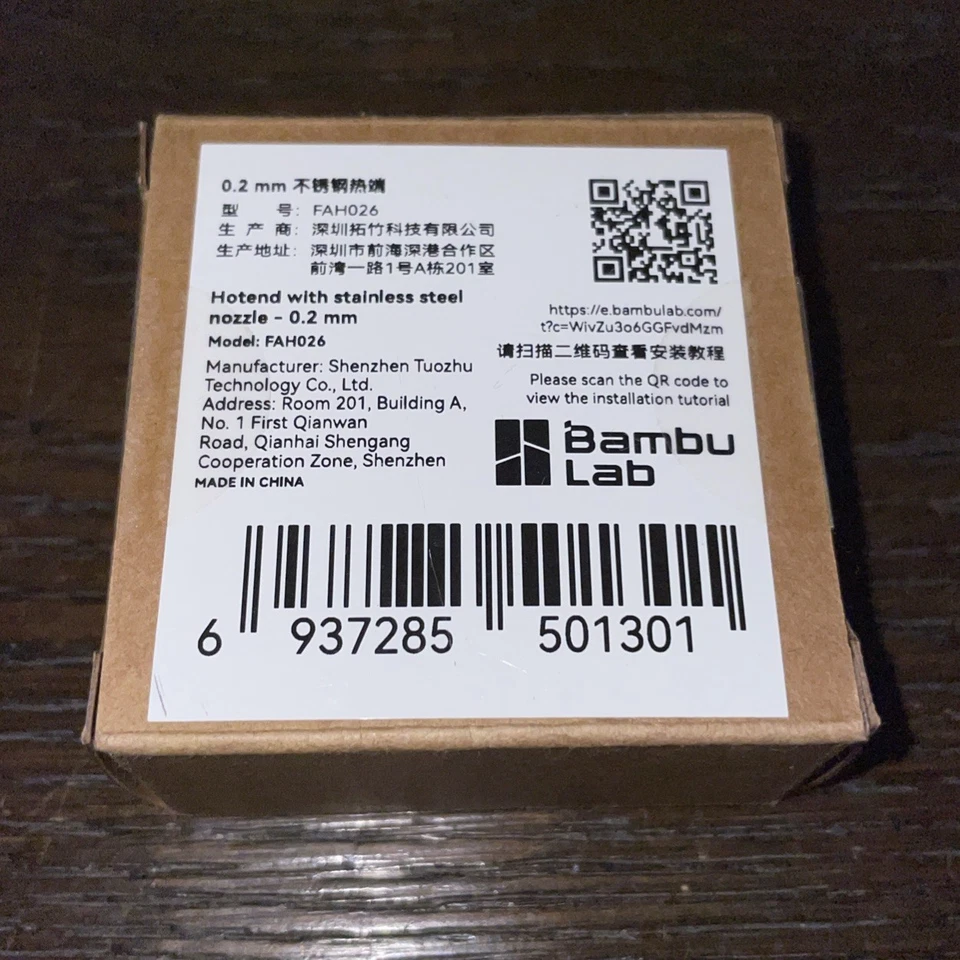 0.2 mm 不锈钢热端
型 号: FAH026
生 产 商: 深圳拓竹科技有限公司
生产地址: 深圳市前海深港合作区
前湾一路1号A栋201室
Hotend with stainless steel
nozzle - 0.2 mm
Model: FAH026
Manufacturer: Shenzhen Tuozhu
Technology Co., Ltd.
Address: Room 201, Building A,
No. 1 First Qianwan
Road, Qianhai Shengang
Cooperation Zone, Shenzhen
MADE IN CHINA
https://e.bambulab.com/
t?c=WivZu3o6GGFvdMzm
请扫描二维码查看安装教程
Please scan the QR code to
view the installation tutorial
Bambu
Lab
6 937285 501301